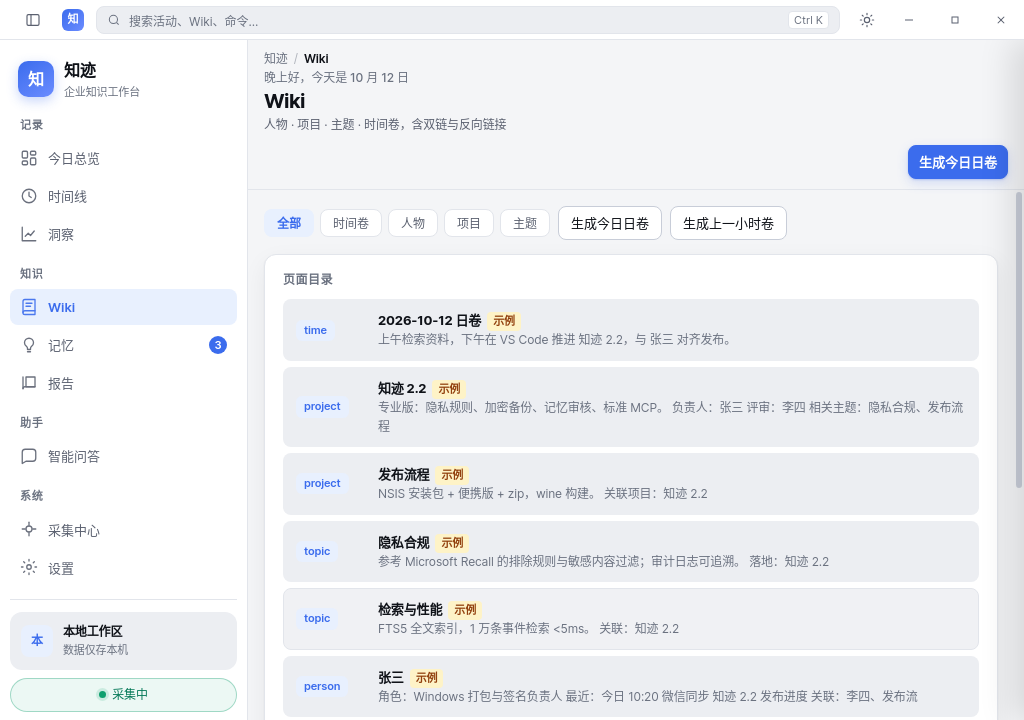 知
搜索活动、Wiki、命令...
Ctrl K
知
知迹
企业知识工作台
记录
今日总览
时间线
洞察
知识
Wiki
记忆
3
报告
助手
智能问答
系统
采集中心
设置
本
本地工作区
数据仅存本机
采集中
知迹 / Wiki
晚上好，今天是 10 月 12 日
Wiki
人物 · 项目 · 主题 · 时间卷，含双链与反向链接
生成今日日卷
全部
时间卷
人物
项目
主题
生成今日日卷
生成上一小时卷
页面目录
time
2026-10-12 日卷 示例
上午检索资料，下午在 VS Code 推进 知迹 2.2，与 张三 对齐发布。
project
知迹 2.2 示例
专业版：隐私规则、加密备份、记忆审核、标准 MCP。 负责人：张三 评审：李四 相关主题：隐私合规、发布流
程
project
发布流程 示例
NSIS 安装包 + 便携版 + zip，wine 构建。 关联项目：知迹 2.2
topic
隐私合规 示例
参考 Microsoft Recall 的排除规则与敏感内容过滤；审计日志可追溯。 落地：知迹 2.2
topic
检索与性能 示例
FTS5 全文索引，1 万条事件检索 <5ms。 关联：知迹 2.2
person
张三 示例
角色：Windows 打包与签名负责人 最近：今日 10:20 微信同步 知迹 2.2 发布进度 关联：李四、发布流